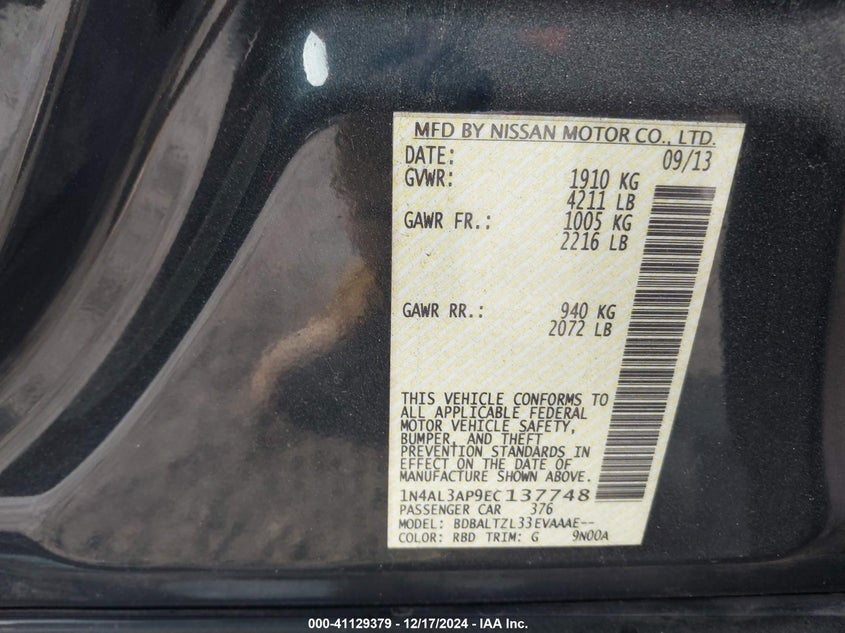 MFD BY NISSAN MOTOR CO., LTD.
DATE: 09/13
GVWR: 1910 KG
4211 LB
GAWR FR.: 1005 KG
2216 LB
GAWR RR.: 940 KG
2072 LB
THIS VEHICLE CONFORMS TO
ALL APPLICABLE FEDERAL
MOTOR VEHICLE SAFETY,
BUMPER, AND THEFT
PREVENTION STANDARDS IN
EFFECT ON THE DATE OF
MANUFACTURE SHOWN ABOVE.
1N4AL3AP9EC137748
PASSENGER CAR 376
MODEL: BDBALTZL33EVAAAE--
COLOR: RBD TRIM: G 9N00A
000-41129379 - 12/17/2024 - IAA Inc.